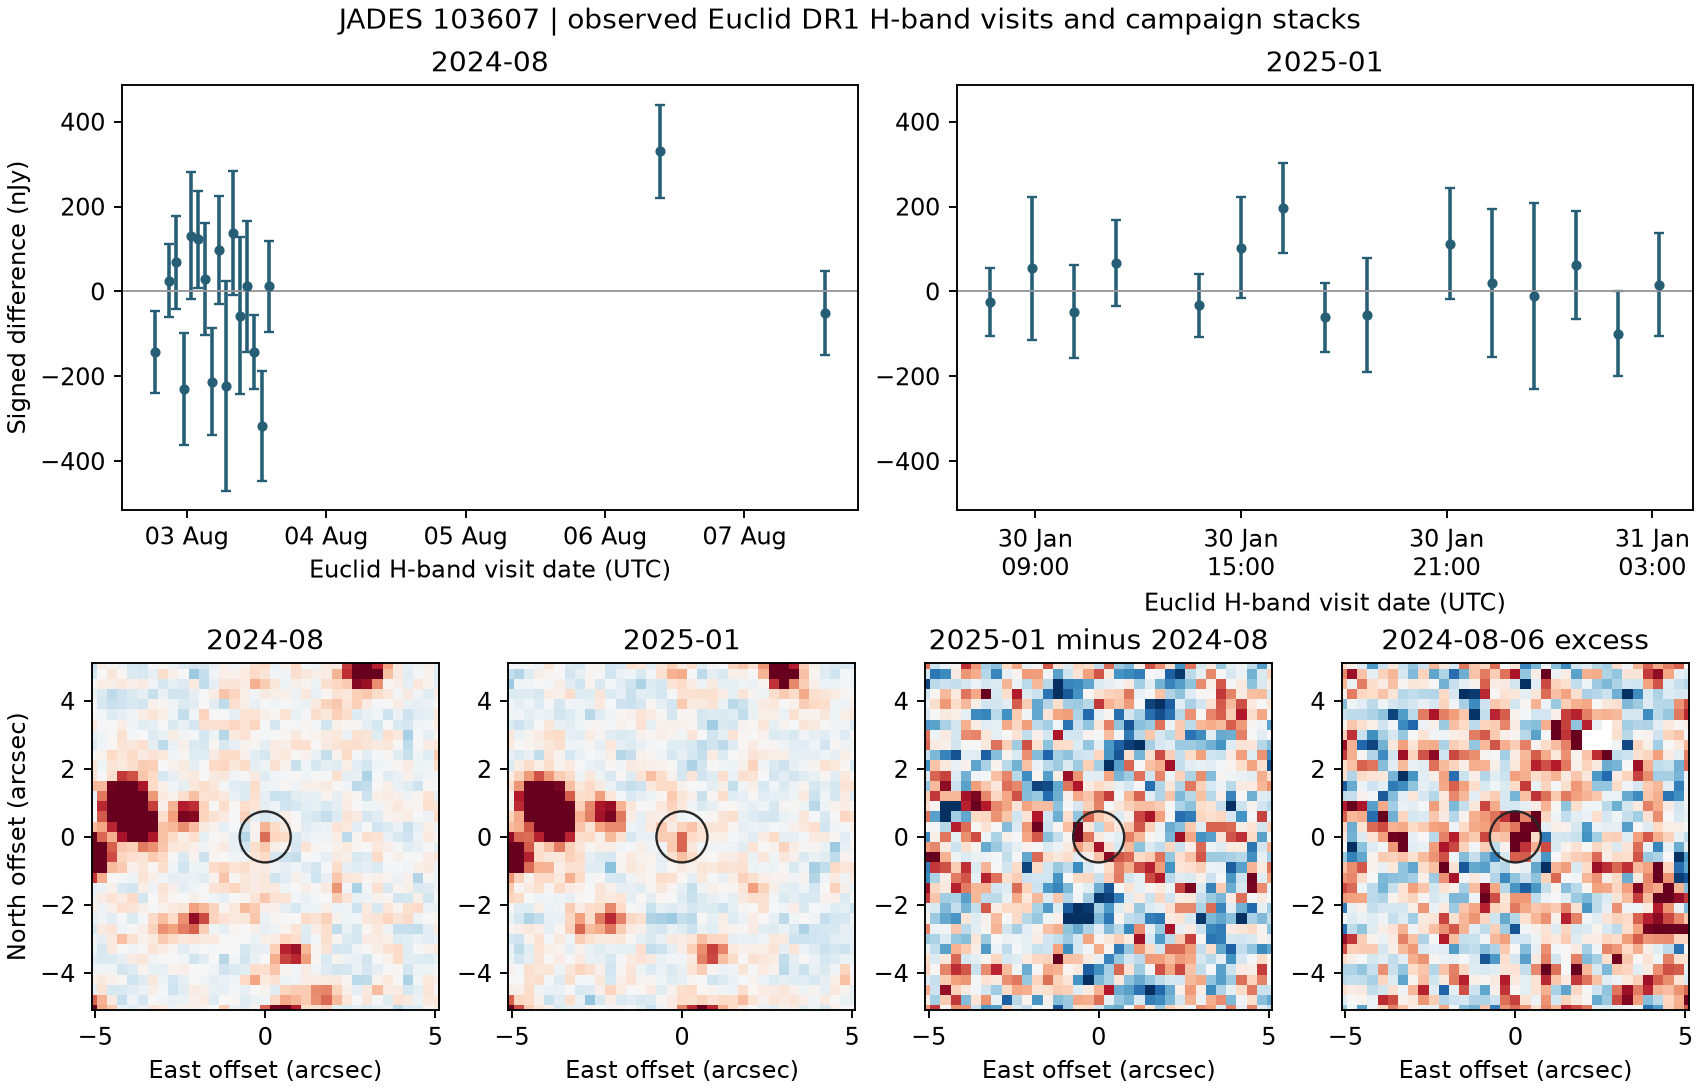 JADES 103607 | observed Euclid DR1 H-band visits and campaign stacks
2024-08
2025-01
Signed difference (nJy)
400
200
0
−200
−400
400
200
0
−200
−400
03 Aug
04 Aug
05 Aug
06 Aug
07 Aug
Euclid H-band visit date (UTC)
30 Jan
09:00
30 Jan
15:00
30 Jan
21:00
31 Jan
03:00
Euclid H-band visit date (UTC)
2024-08
2025-01
2025-01 minus 2024-08
2024-08-06 excess
North offset (arcsec)
4
2
0
−2
−4
−5
0
5
East offset (arcsec)
4
2
0
−2
−4
−5
0
5
East offset (arcsec)
4
2
0
−2
−4
−5
0
5
East offset (arcsec)
4
2
0
−2
−4
−5
0
5
East offset (arcsec)